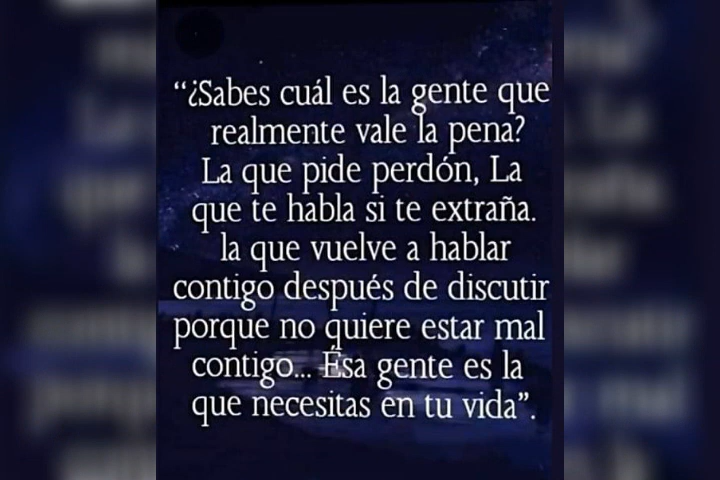 “¿Sabes cuál es la gente que
realmente vale la pena?
La que pide perdón, La
que te habla si te extraña.
la que vuelve a hablar
contigo después de discutir
porque no quiere estar mal
contigo... Ésa gente es la
que necesitas en tu vida”.